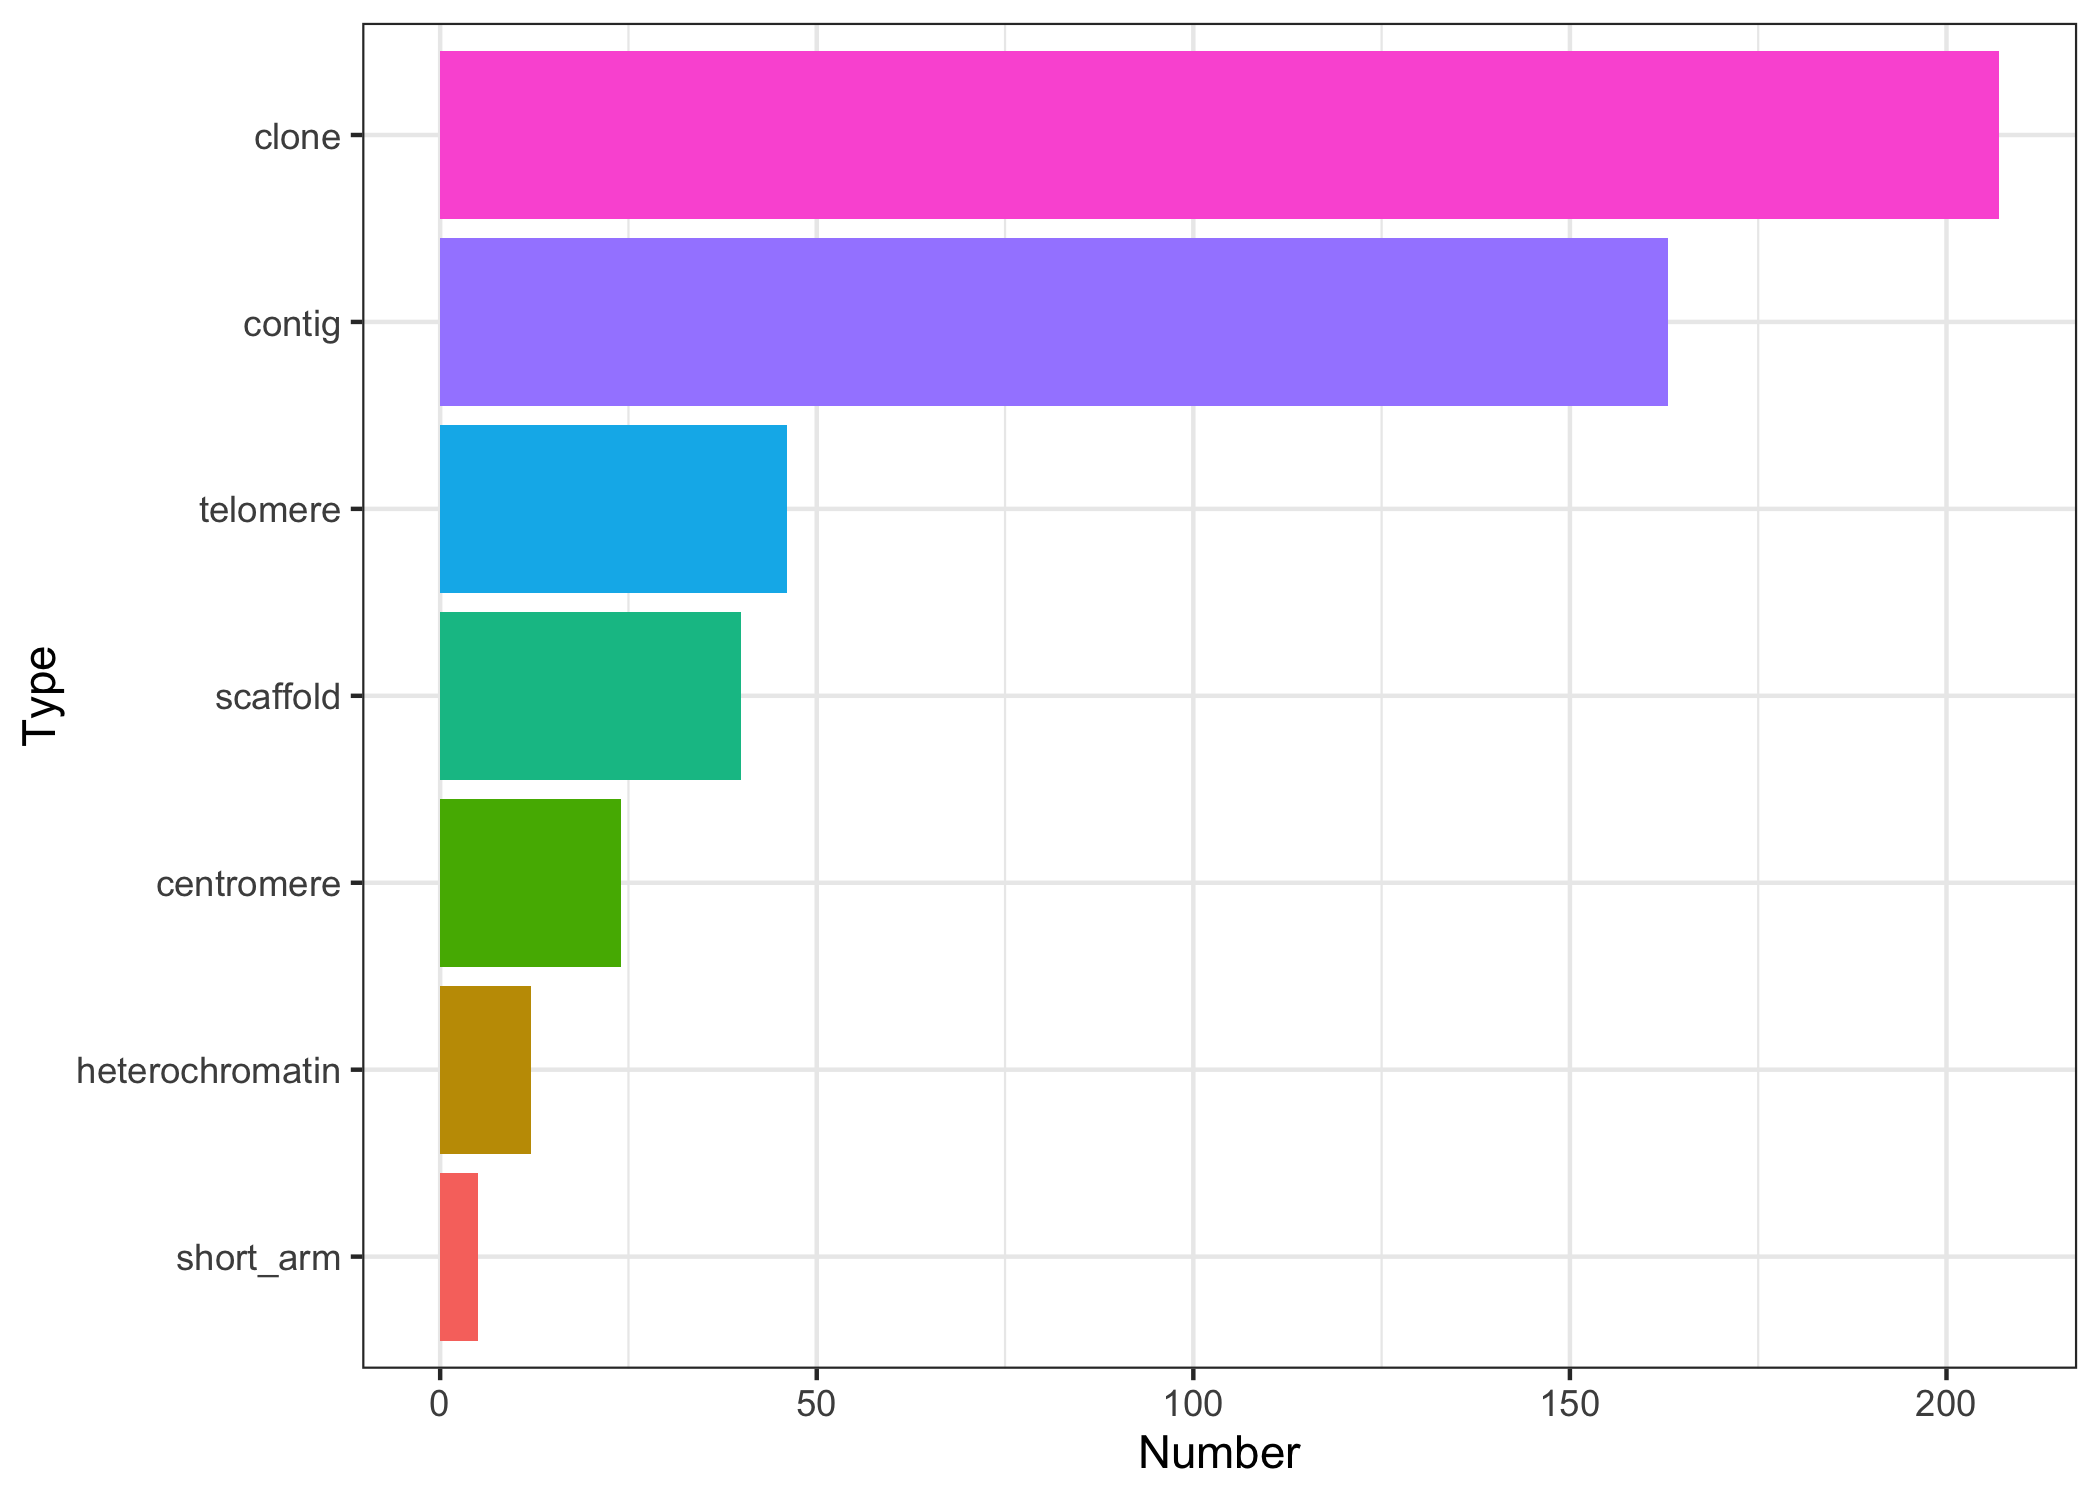 clone
contig
telomere
scaffold
centromere
heterochromatin
short_arm
Type
0 50 100 150 200
Number